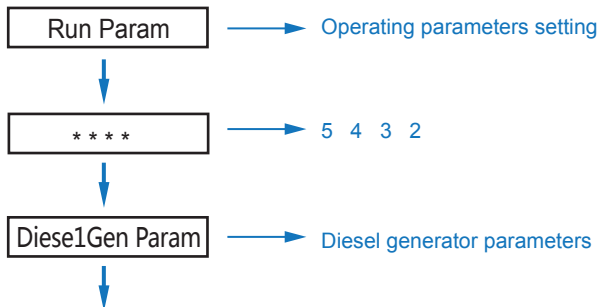 Run Param Operating parameters setting
* * * * 5 4 3 2
Diese1Gen Param Diesel generator parameters